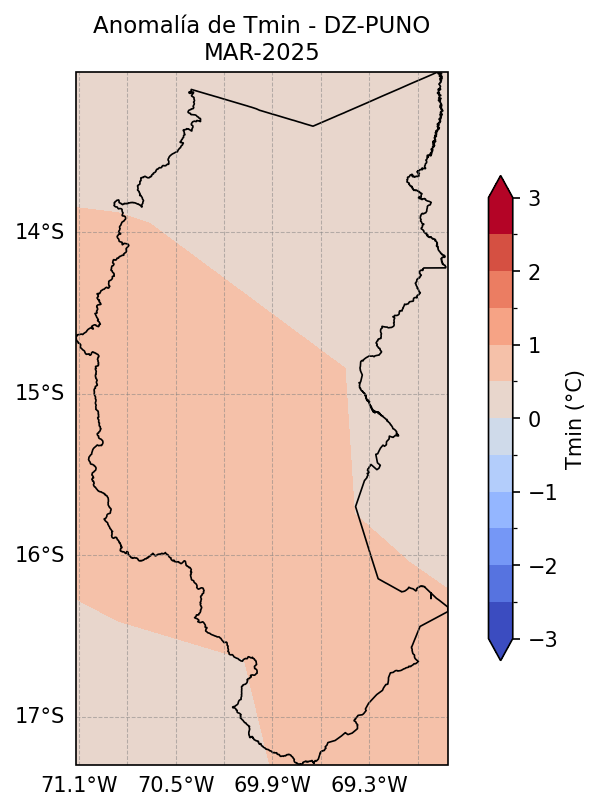 Anomalía de Tmin - DZ-PUNO
MAR-2025
14°S
15°S
16°S
17°S
71.1°W 70.5°W 69.9°W 69.3°W
3
2
1
0
−1
−2
−3
Tmin (°C)